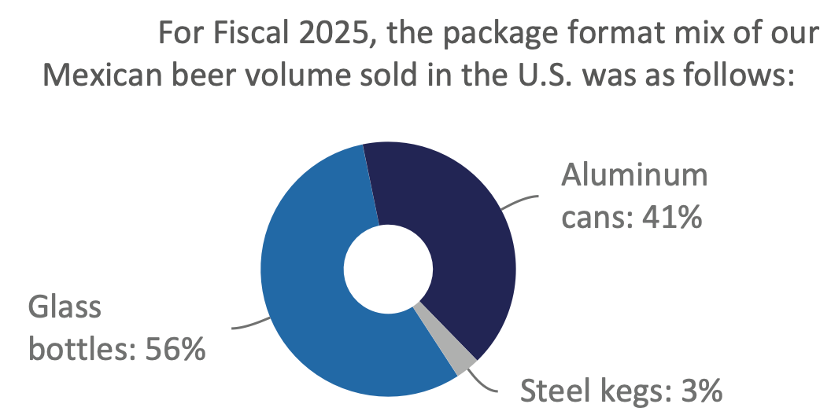 For Fiscal 2025, the package format mix of our
Mexican beer volume sold in the U.S. was as follows:
Aluminum
cans: 41%
Glass
bottles: 56%
Steel kegs: 3%